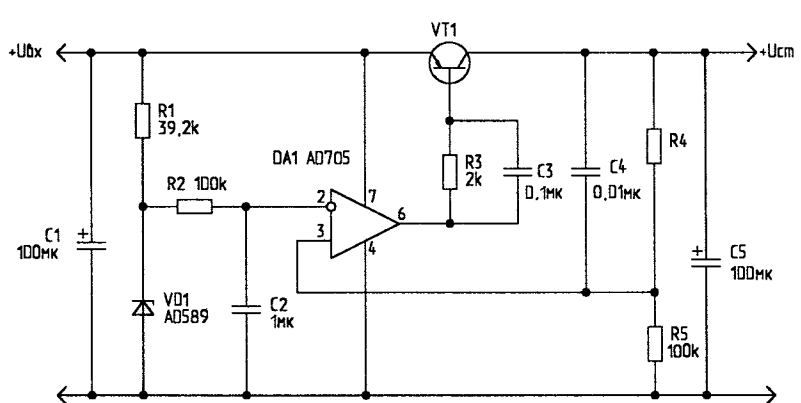 VT1
+Uвх
+Uст
R1
39,2k
DA1 AD705
R2 100k
2
7
3
6
4
R3
2k
C3
0,1мк
C4
0,01мк
R4
C1
+
100мк
VD1
AD589
C2
1мк
+
C5
100мк
R5
100k